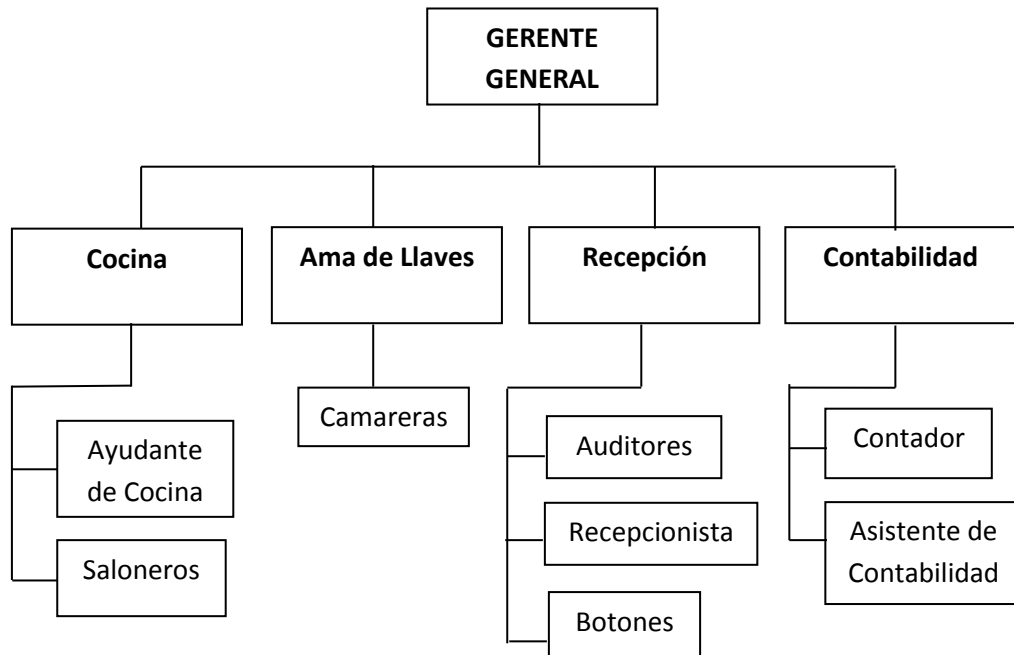 GERENTE
GENERAL
Cocina
Ama de Llaves
Recepción
Contabilidad
Ayudante
de Cocina
Saloneros
Camareras
Auditores
Recepcionista
Botones
Contador
Asistente de
Contabilidad